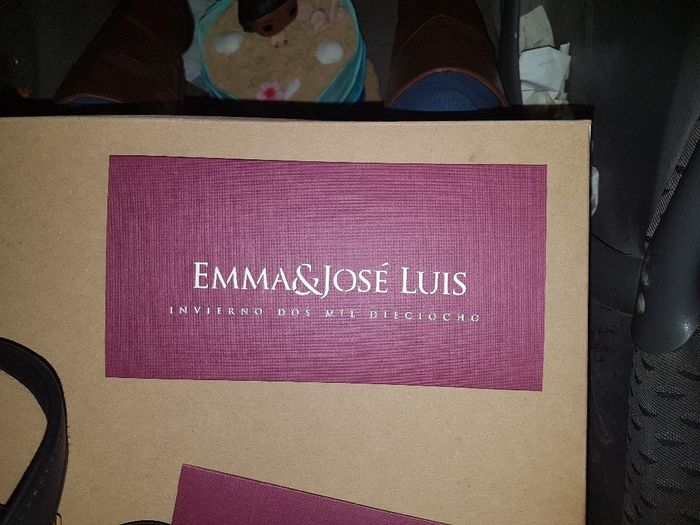 EMMA&JOSÉ LUIS
INVIERNO DOS MIL DIECIOCHO